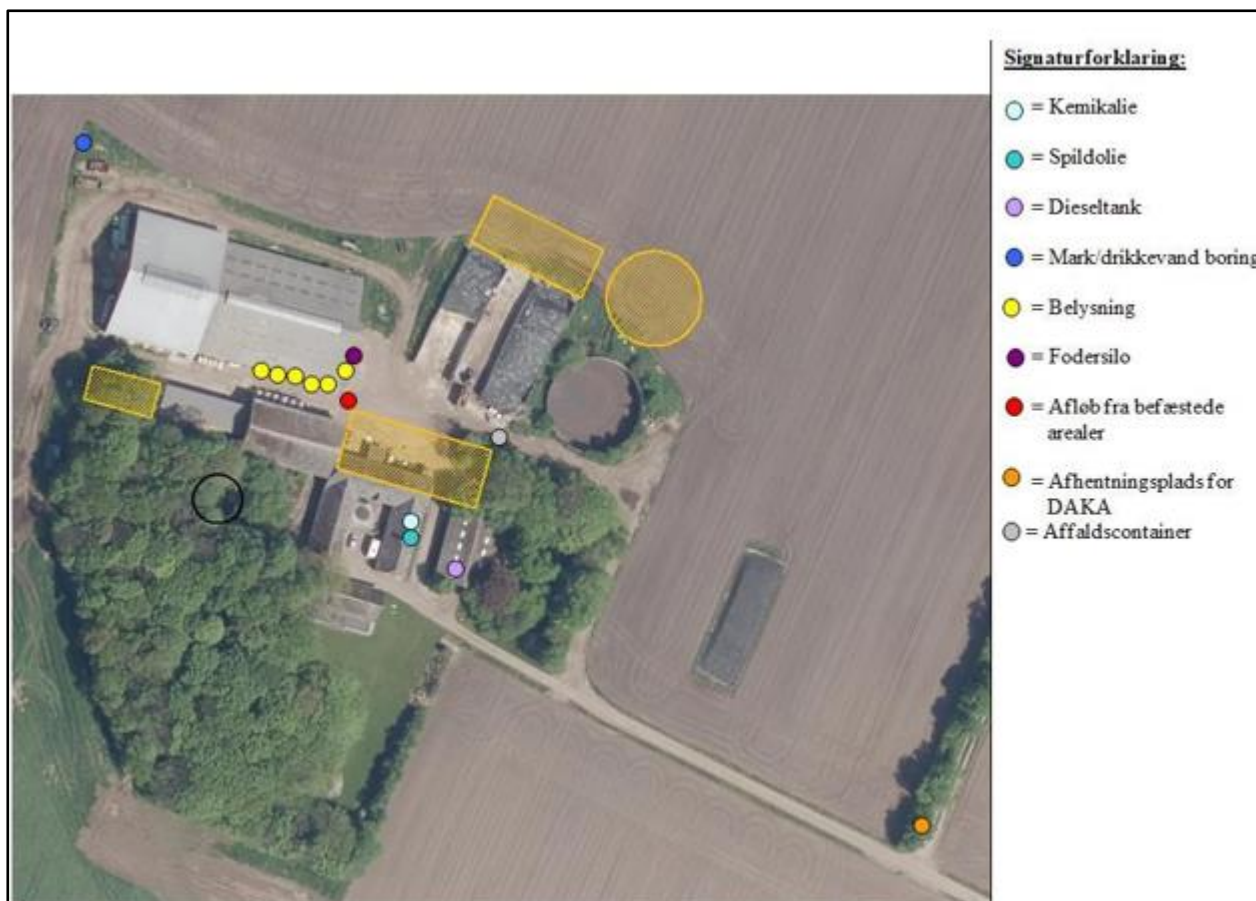 Signaturforklaring:
= Kemikalie
= Spildolie
= Dieseltank
= Mark/drikkevand boring
= Belysning
= Fodersilo
= Afløb fra befæstede
arealer
= Afhentningsplads for
DAKA
= Affaldscontainer